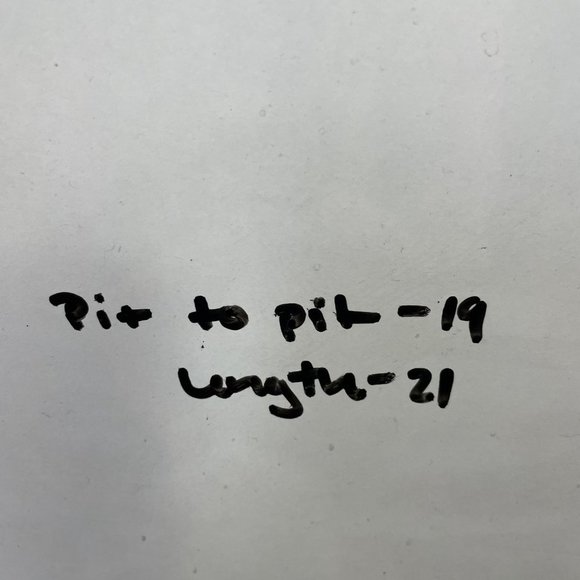 Pit to pit - 19
Length - 21